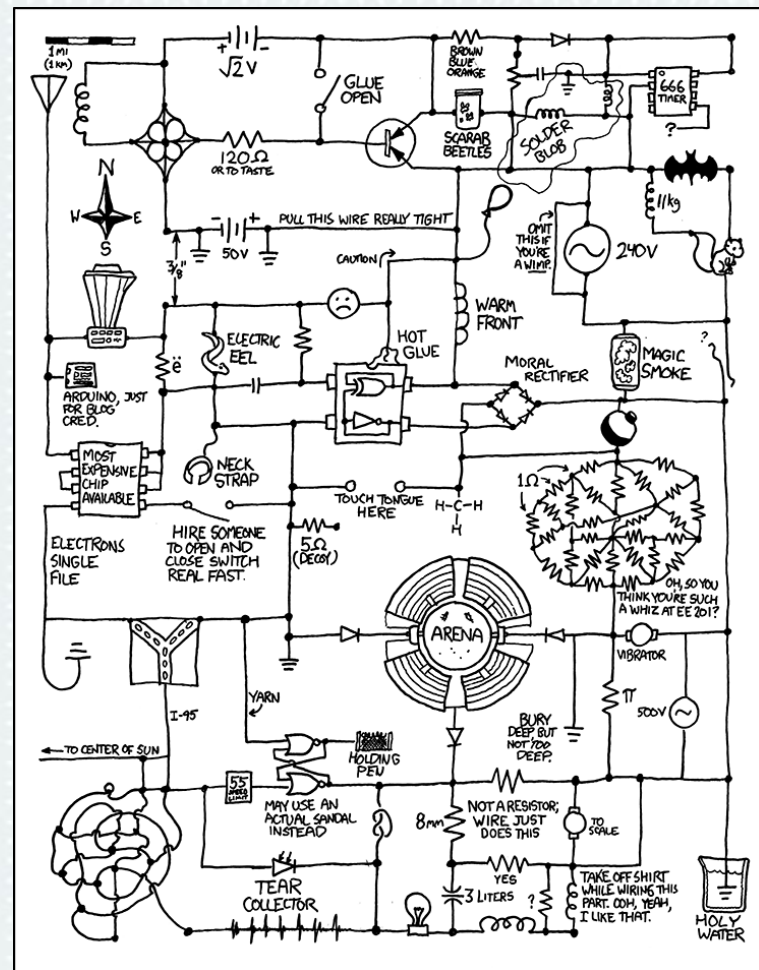 1MI
(1KM)
+ -
√2V
GLUE
OPEN
BROWN
BLUE
ORANGE
666
TIMER
?
120Ω
OR TO TASTE
SCARAB
BEETLES
SOLDER
BLOB
N
W E
S
- +
50V
PULL THIS WIRE REALLY TIGHT
3/8"
CAUTION
OMIT
THIS IF
YOU'RE
A WIMP.
240V
11kg
WARM
FRONT
ELECTRIC
EEL
HOT
GLUE
MORAL
RECTIFIER
MAGIC
SMOKE
?
ë
ARDUINO, JUST
FOR BLOG
CRED.
MOST
EXPENSIVE
CHIP
AVAILABLE
NECK
STRAP
TOUCH TONGUE
HERE
H-C-H
H
1Ω
HIRE SOMEONE
TO OPEN AND
CLOSE SWITCH
REAL FAST.
5Ω
(DECOY)
ELECTRONS
SINGLE
FILE
OH, SO YOU
THINK YOU'RE SUCH
A WHIZ AT EE 201?
ARENA
VIBRATOR
YARN
I-95
BURY
DEEP, BUT
NOT TOO
DEEP.
π
500V
TO CENTER OF SUN
HOLDING
PEN
55
SPEED
LIMIT
MAY USE AN
ACTUAL SANDAL
INSTEAD
8mm
NOT A RESISTOR;
WIRE JUST
DOES THIS
TO
SCALE
TEAR
COLLECTOR
YES
3 LITERS
?
TAKE OFF SHIRT
WHILE WIRING THIS
PART. OOH, YEAH,
I LIKE THAT.
HOLY
WATER